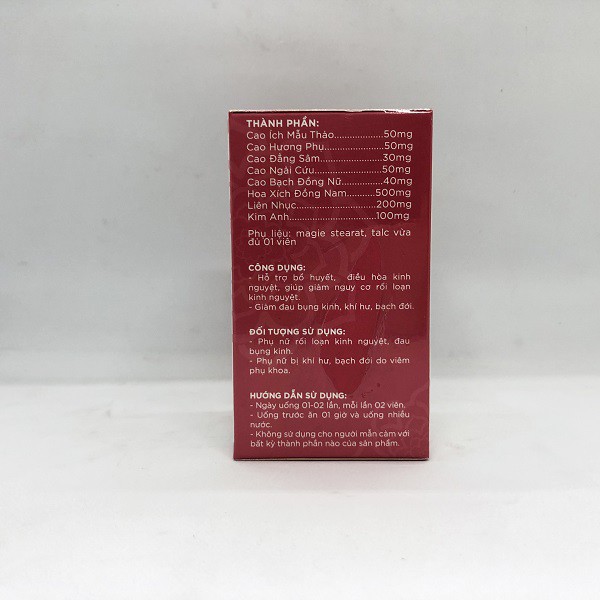 THÀNH PHẦN:
Cao Ích Mẫu Thảo...................50mg
Cao Hương Phụ......................50mg
Cao Đẳng Sâm.......................30mg
Cao Ngải Cứu.........................50mg
Cao Bạch Đồng Nữ................40mg
Hoa Xích Đồng Nam...........500mg
Liên Nhục..............................200mg
Kim Anh.................................100mg
Phụ liệu: magie stearat, talc vừa
đủ 01 viên
CÔNG DỤNG:
- Hỗ trợ bổ huyết, điều hòa kinh
nguyệt, giúp giảm nguy cơ rối loạn
kinh nguyệt.
- Giảm đau bụng kinh, khí hư, bạch đới.
ĐỐI TƯỢNG SỬ DỤNG:
- Phụ nữ rối loạn kinh nguyệt, đau
bụng kinh.
- Phụ nữ bị khí hư, bạch đới do viêm
phụ khoa.
HƯỚNG DẪN SỬ DỤNG:
- Ngày uống 01-02 lần, mỗi lần 02 viên.
- Uống trước ăn 01 giờ và uống nhiều
nước.
- Không sử dụng cho người mẫn cảm với
bất kỳ thành phần nào của sản phẩm.